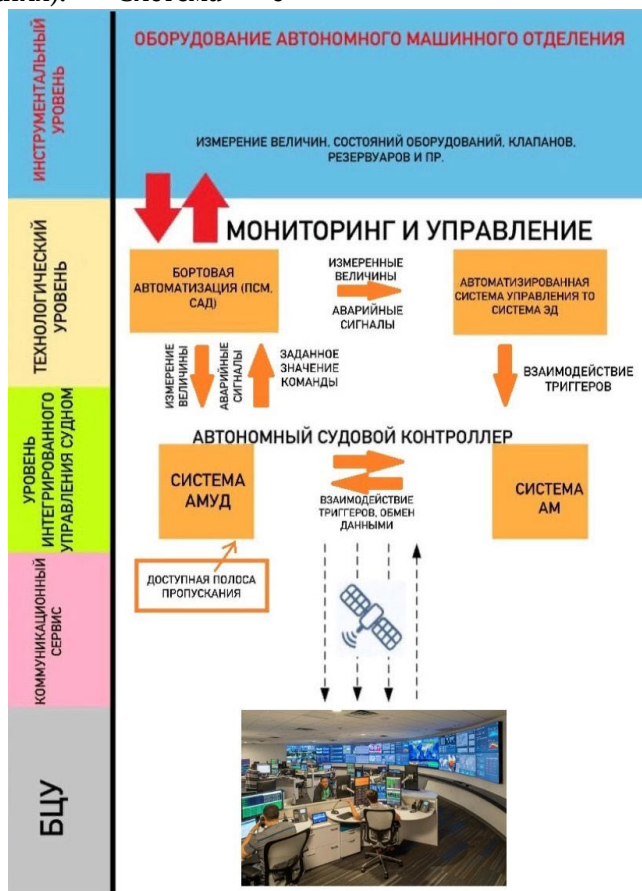 ИНСТРУМЕНТАЛЬНЫЙ
УРОВЕНЬ
ОБОРУДОВАНИЕ АВТОНОМНОГО МАШИННОГО ОТДЕЛЕНИЯ
ИЗМЕРЕНИЕ ВЕЛИЧИН, СОСТОЯНИЙ ОБОРУДОВАНИЙ, КЛАПАНОВ,
РЕЗЕРВУАРОВ И ПР.
ТЕХНОЛОГИЧЕСКИЙ
УРОВЕНЬ
МОНИТОРИНГ И УПРАВЛЕНИЕ
БОРТОВАЯ
АВТОМАТИЗАЦИЯ (ПСМ,
САД)
ИЗМЕРЕННЫЕ
ВЕЛИЧИНЫ
АВАРИЙНЫЕ
СИГНАЛЫ
АВТОМАТИЗИРОВАННАЯ
СИСТЕМА УПРАВЛЕНИЯ ТО
СИСТЕМА ЭД
ИЗМЕРЕНИЕ
ВЕЛИЧИНЫ
АВАРИЙНЫЕ
СИГНАЛЫ
ЗАДАННОЕ
ЗНАЧЕНИЕ
КОМАНДЫ
ВЗАИМОДЕЙСТВИЕ
ТРИГГЕРОВ
УРОВЕНЬ
ИНТЕГРИРОВАННОГО
УПРАВЛЕНИЯ СУДНОМ
АВТОНОМНЫЙ СУДОВОЙ КОНТРОЛЛЕР
СИСТЕМА
АМУД
ВЗАИМОДЕЙСТВИЕ
ТРИГГЕРОВ, ОБМЕН
ДАННЫМИ
СИСТЕМА
АМ
КОММУНИКАЦИОННЫЙ
СЕРВИС
ДОСТУПНАЯ ПОЛОСА
ПРОПУСКАНИЯ
БЦУ